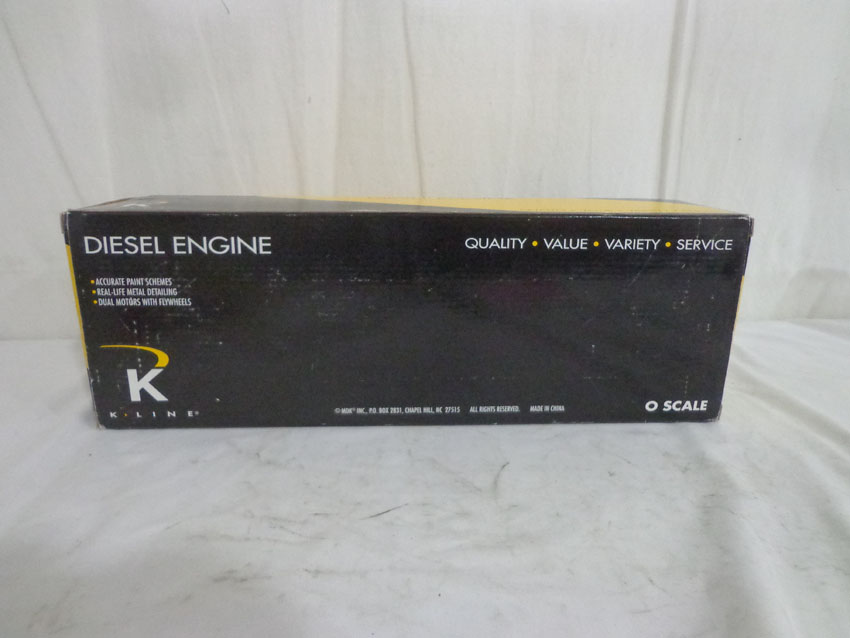 DIESEL ENGINE
QUALITY • VALUE • VARIETY • SERVICE
• ACCURATE PAINT SCHEMES
• REAL-LIFE METAL DETAILING
• DUAL MOTORS WITH FLYWHEELS
K
K-LINE®
© MDK® INC., P.O. BOX 2831, CHAPEL HILL, NC 27515 ALL RIGHTS RESERVED. MADE IN CHINA
O SCALE